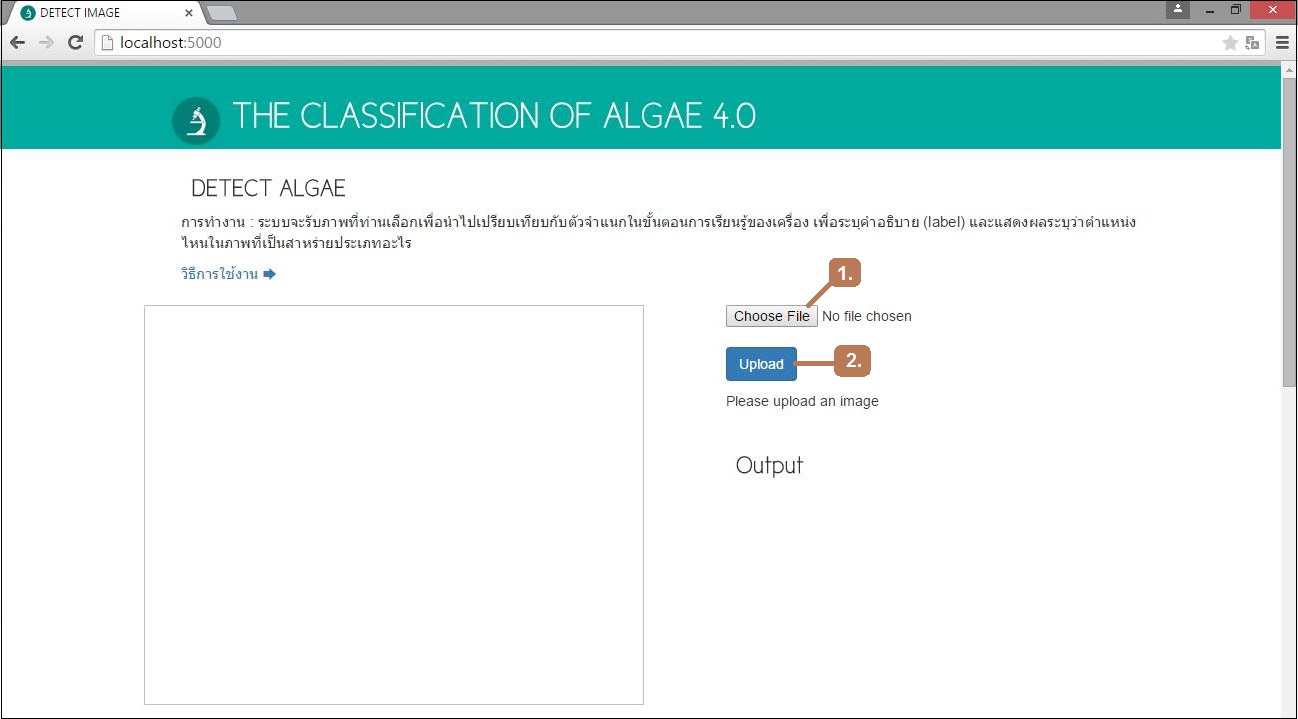 DETECT IMAGE
localhost:5000
THE CLASSIFICATION OF ALGAE 4.0
DETECT ALGAE
การทำงาน : ระบบจะรับภาพที่ท่านเลือกเพื่อนำไปเปรียบเทียบกับตัวจำแนกในขั้นตอนการเรียนรู้ของเครื่อง เพื่อระบุคำอธิบาย (label) และแสดงผลระบุว่าตำแหน่ง
ไหนในภาพที่เป็นสาหร่ายประเภทอะไร
วิธีการใช้งาน
1.
Choose File No file chosen
Upload
2.
Please upload an image
Output